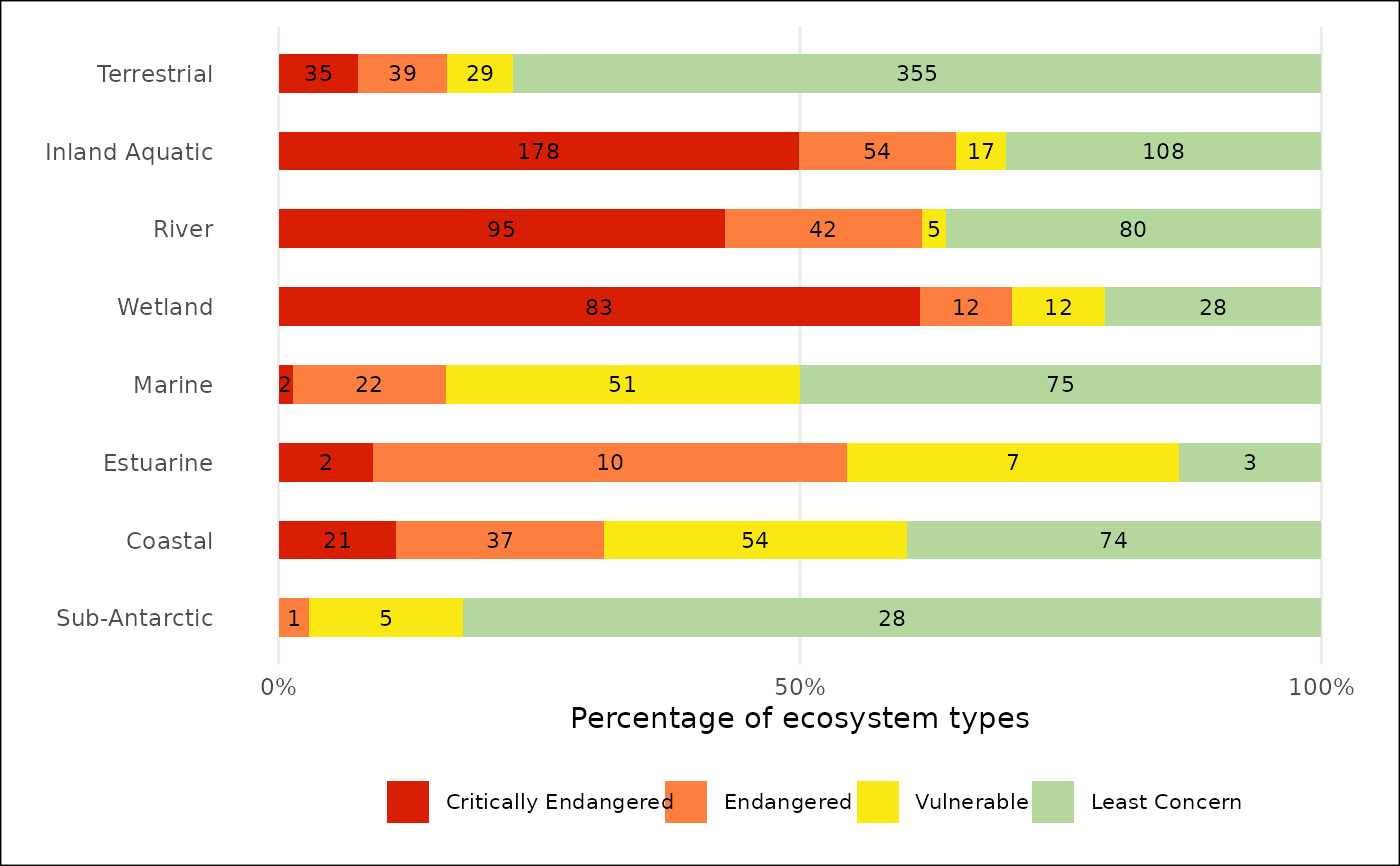 Terrestrial 35 39 29 355
Inland Aquatic 178 54 17 108
River 95 42 5 80
Wetland 83 12 12 28
Marine 2 22 51 75
Estuarine 2 10 7 3
Coastal 21 37 54 74
Sub-Antarctic 1 5 28
0% 50% 100%
Percentage of ecosystem types
Critically Endangered Endangered Vulnerable Least Concern